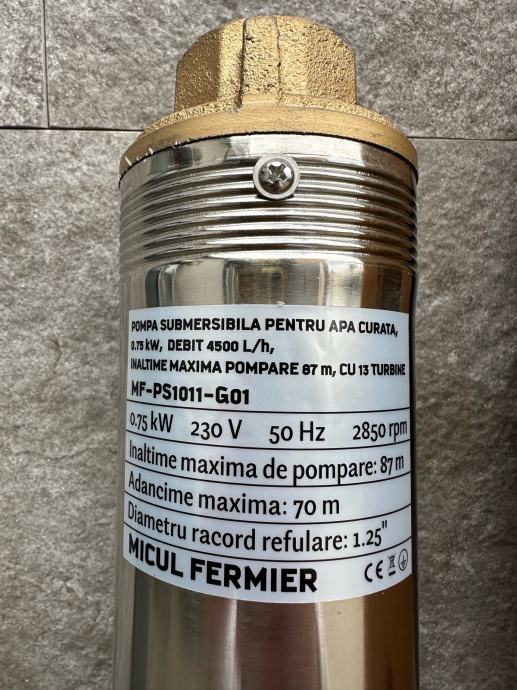 POMPA SUBMERSIBILA PENTRU APA CURATA,
0.75 kW, DEBIT 4500 L/h,
INALTIME MAXIMA POMPARE 87 m, CU 13 TURBINE
MF-PS1011-G01
0.75 kW 230 V 50 Hz 2850 rpm
Inaltime maxima de pompare: 87 m
Adancime maxima: 70 m
Diametru racord refulare: 1.25"
MICUL FERMIER CE